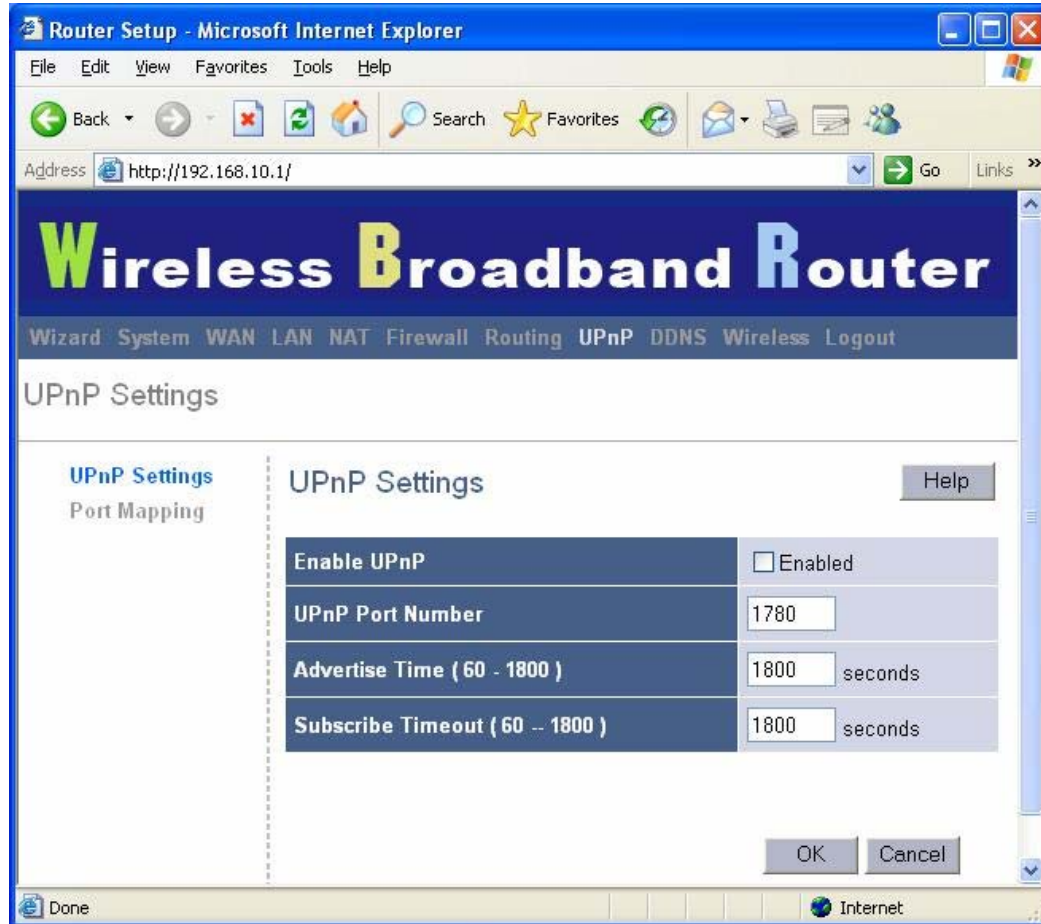 Router Setup - Microsoft Internet Explorer
File Edit View Favorites Tools Help
Back Search Favorites
Address http://192.168.10.1/ Go Links »
Wireless Broadband Router
Wizard System WAN LAN NAT Firewall Routing UPnP DDNS Wireless Logout
UPnP Settings
UPnP Settings
Port Mapping
UPnP Settings Help
Enable UPnP Enabled
UPnP Port Number 1780
Advertise Time ( 60 - 1800 ) 1800 seconds
Subscribe Timeout ( 60 -- 1800 ) 1800 seconds
OK Cancel
Done Internet